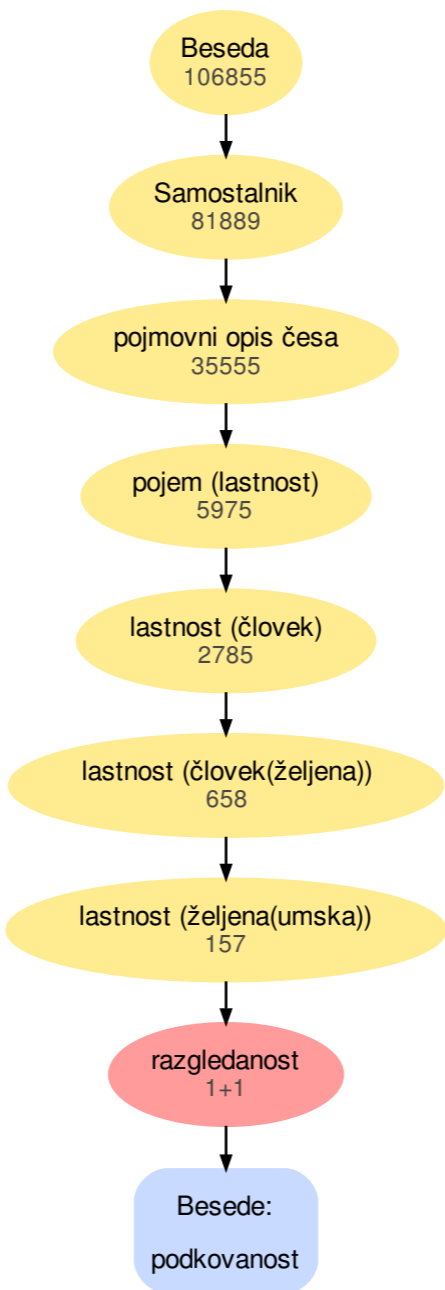 Beseda
106855
Samostalnik
81889
pojmovni opis česa
35555
pojem (lastnost)
5975
lastnost (človek)
2785
lastnost (človek(željena))
658
lastnost (željena(umska))
157
razgledanost
1+1
Besede:
podkovanost